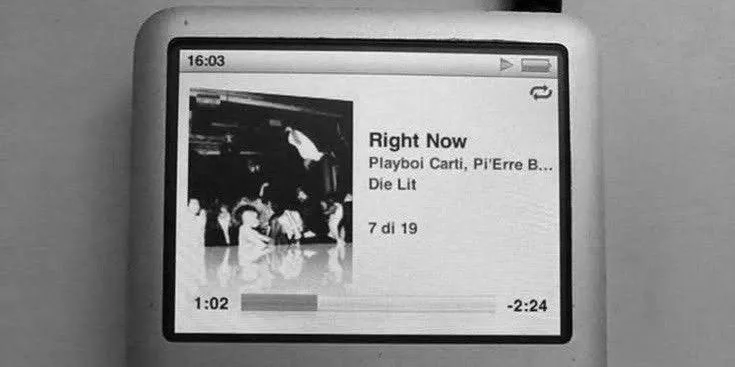 16:03
Right Now
Playboi Carti, Pi'Erre B...
Die Lit
7 di 19
1:02
-2:24